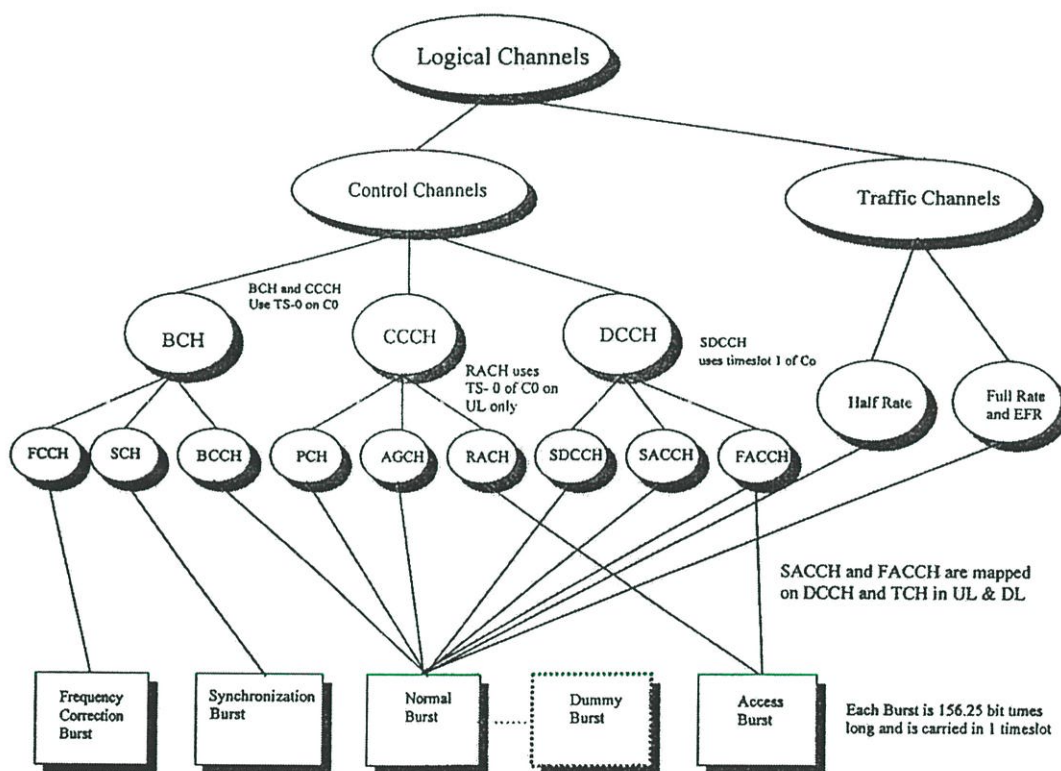 Logical Channels
Control Channels
Traffic Channels
BCH and CCCH
Use TS-0 on C0
BCH
CCCH
DCCH
SDCCH
uses timeslot 1 of Co
RACH uses
TS- 0 of C0 on
UL only
Half Rate
Full Rate
and EFR
FCCH
SCH
BCCH
PCH
AGCH
RACH
SDCCH
SACCH
FACCH
SACCH and FACCH are mapped
on DCCH and TCH in UL & DL
Frequency
Correction
Burst
Synchronization
Burst
Normal
Burst
Dummy
Burst
Access
Burst
Each Burst is 156.25 bit times
long and is carried in 1 timeslot